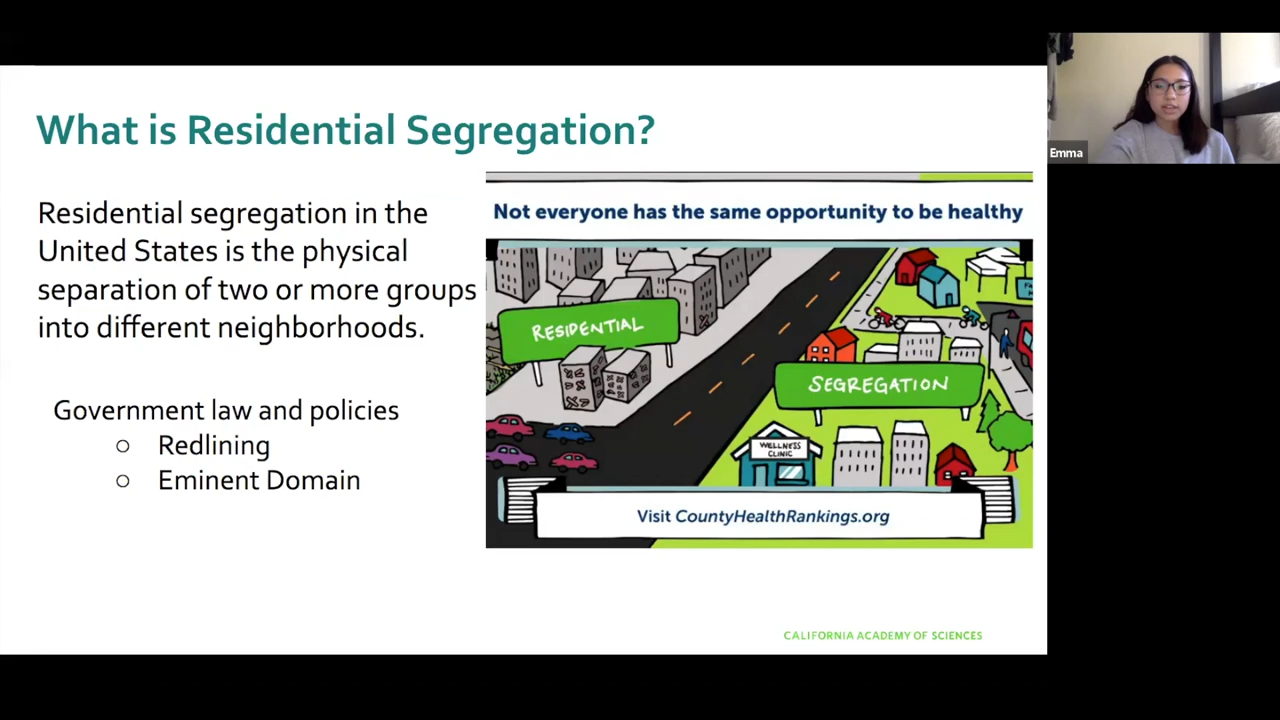 What is Residential Segregation?
Emma
Residential segregation in the
United States is the physical
separation of two or more groups
into different neighborhoods.
Government law and policies
○ Redlining
○ Eminent Domain
Not everyone has the same opportunity to be healthy
RESIDENTIAL
SEGREGATION
WELLNESS
CLINIC
Visit CountyHealthRankings.org
CALIFORNIA ACADEMY OF SCIENCES